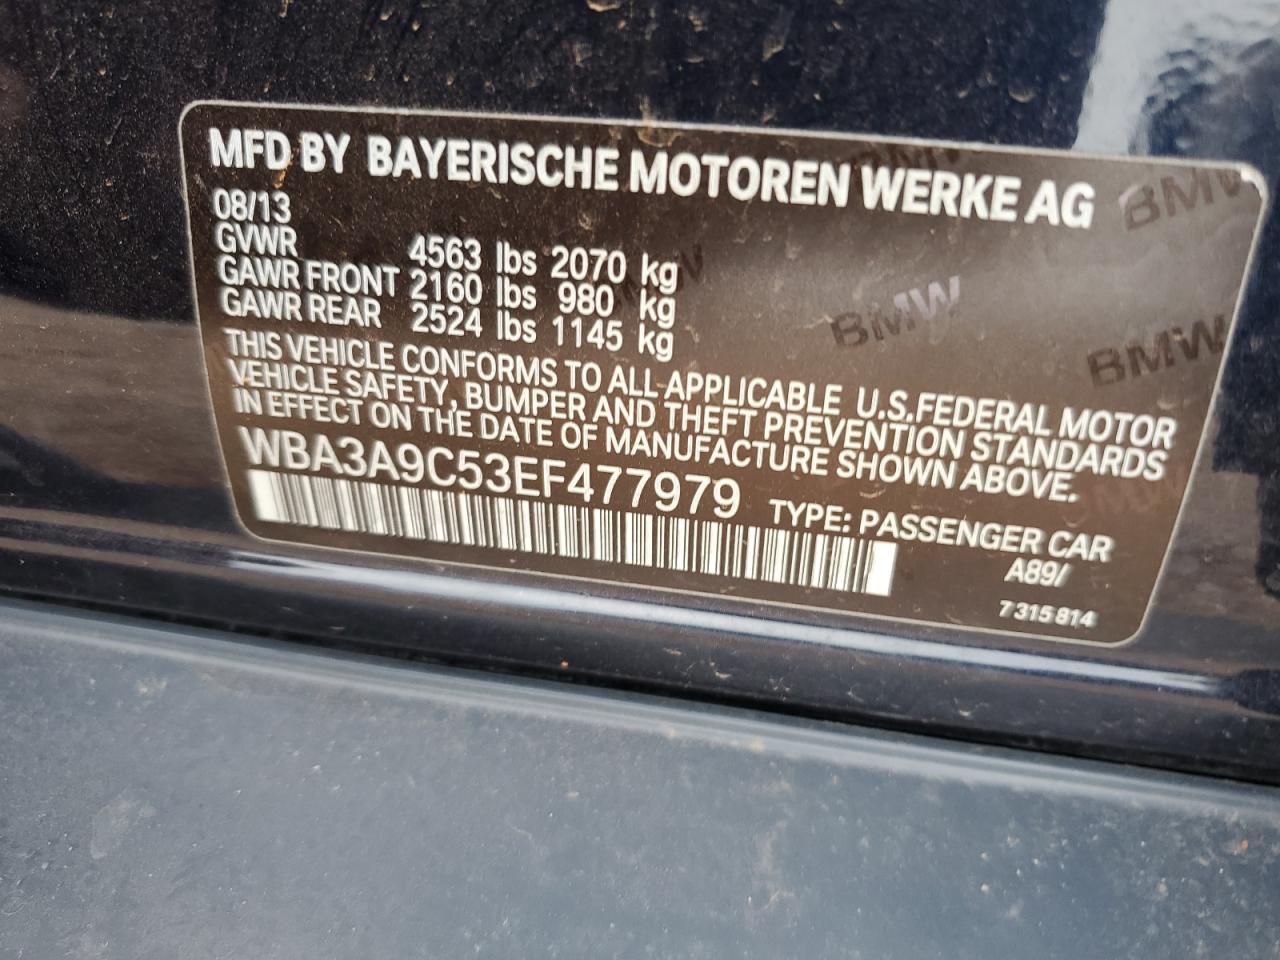 MFD BY BAYERISCHE MOTOREN WERKE AG
08/13
GVWR 4563 lbs 2070 kg
GAWR FRONT 2160 lbs 980 kg
GAWR REAR 2524 lbs 1145 kg
THIS VEHICLE CONFORMS TO ALL APPLICABLE U.S.FEDERAL MOTOR
VEHICLE SAFETY, BUMPER AND THEFT PREVENTION STANDARDS
IN EFFECT ON THE DATE OF MANUFACTURE SHOWN ABOVE.
WBA3A9C53EF477979 TYPE: PASSENGER CAR
A89/
7 315 814
BMW
BMW
BMW